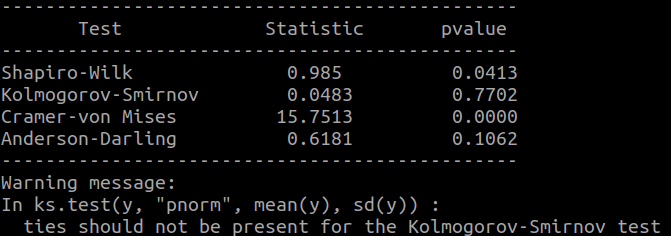 -----------------------------------------------
Test Statistic pvalue
-----------------------------------------------
Shapiro-Wilk 0.985 0.0413
Kolmogorov-Smirnov 0.0483 0.7702
Cramer-von Mises 15.7513 0.0000
Anderson-Darling 0.6181 0.1062
-----------------------------------------------
Warning message:
In ks.test(y, "pnorm", mean(y), sd(y)) :
ties should not be present for the Kolmogorov-Smirnov test